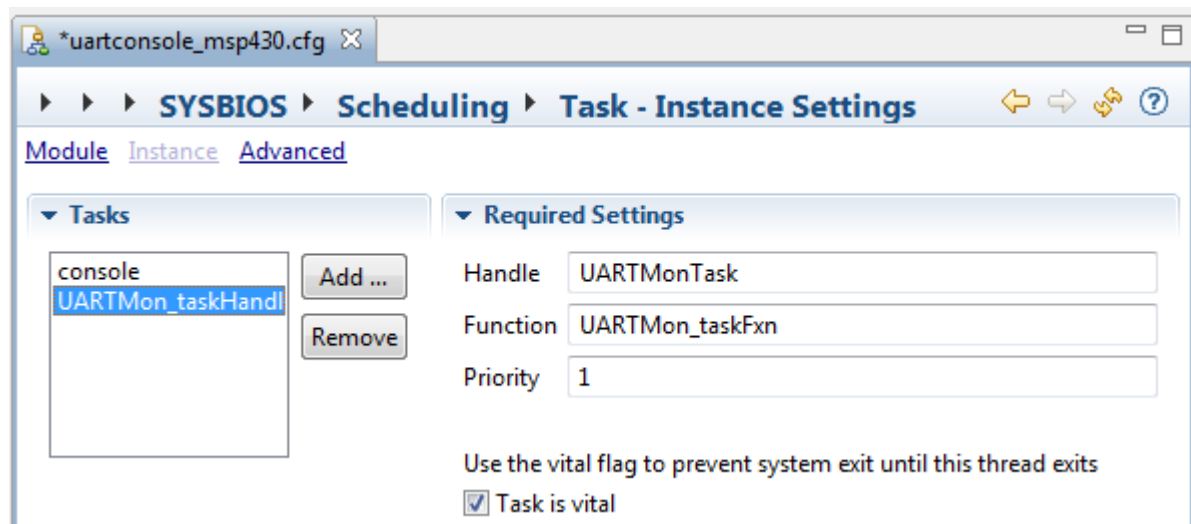 *uartconsole_msp430.cfg
SYSBIOS Scheduling Task - Instance Settings
Module Instance Advanced
Tasks
console
UARTMon_taskHandl
Add ...
Remove
Required Settings
Handle UARTMonTask
Function UARTMon_taskFxn
Priority 1
Use the vital flag to prevent system exit until this thread exits
Task is vital